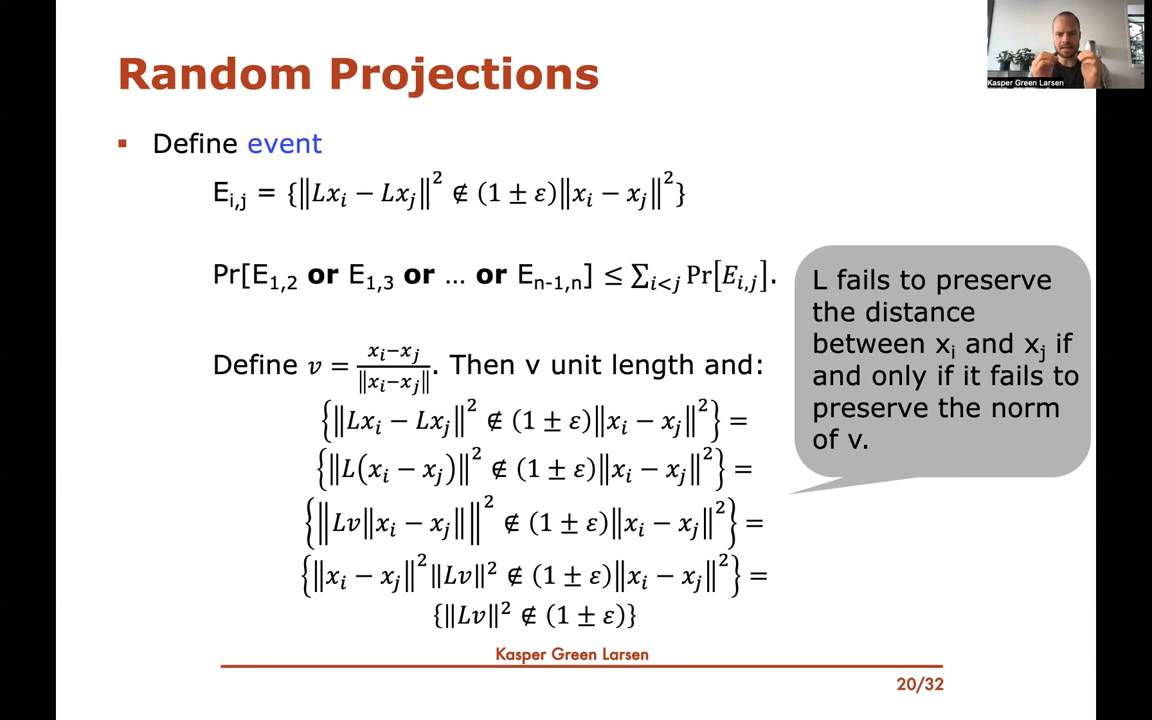 Random Projections
Kasper Green Larsen
▪ Define event
E_{i,j} = {‖Lx_i − Lx_j‖² ∉ (1 ± ε)‖x_i − x_j‖²}
Pr[E_{1,2} or E_{1,3} or … or E_{n-1,n}] ≤ ∑_{i<j} Pr[E_{i,j}].
Define v = (x_i−x_j)/‖x_i−x_j‖. Then v unit length and:
{‖Lx_i − Lx_j‖² ∉ (1 ± ε)‖x_i − x_j‖²} =
{‖L(x_i − x_j)‖² ∉ (1 ± ε)‖x_i − x_j‖²} =
{‖Lv‖x_i − x_j‖‖² ∉ (1 ± ε)‖x_i − x_j‖²} =
{‖x_i − x_j‖²‖Lv‖² ∉ (1 ± ε)‖x_i − x_j‖²} =
{‖Lv‖² ∉ (1 ± ε)}
L fails to preserve
the distance
between x_i and x_j if
and only if it fails to
preserve the norm
of v.
Kasper Green Larsen
20/32